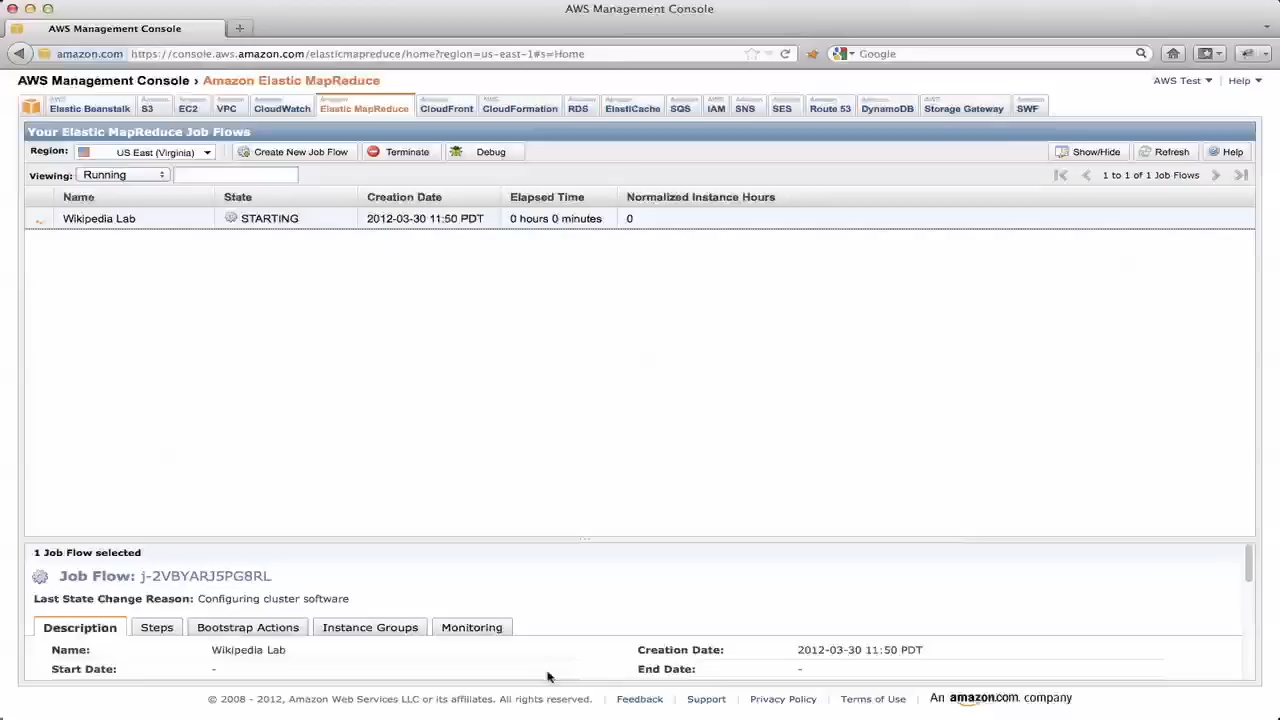 AWS Management Console
AWS Management Console
amazon.com https://console.aws.amazon.com/elasticmapreduce/home?region=us-east-1#s=Home Google
AWS Management Console › Amazon Elastic MapReduce AWS Test Help
Elastic Beanstalk S3 EC2 VPC CloudWatch Elastic MapReduce CloudFront CloudFormation RDS ElastiCache SQS IAM SNS SES Route 53 DynamoDB Storage Gateway SWF
Your Elastic MapReduce Job Flows
Region: US East (Virginia) Create New Job Flow Terminate Debug Show/Hide Refresh Help
Viewing: Running 1 to 1 of 1 Job Flows
Name State Creation Date Elapsed Time Normalized Instance Hours
Wikipedia Lab STARTING 2012-03-30 11:50 PDT 0 hours 0 minutes 0
1 Job Flow selected
Job Flow: j-2VBYARJ5PG8RL
Last State Change Reason: Configuring cluster software
Description Steps Bootstrap Actions Instance Groups Monitoring
Name: Wikipedia Lab Creation Date: 2012-03-30 11:50 PDT
Start Date: - End Date: -
© 2008 - 2012, Amazon Web Services LLC or its affiliates. All rights reserved. | Feedback | Support | Privacy Policy | Terms of Use | An amazon.com company